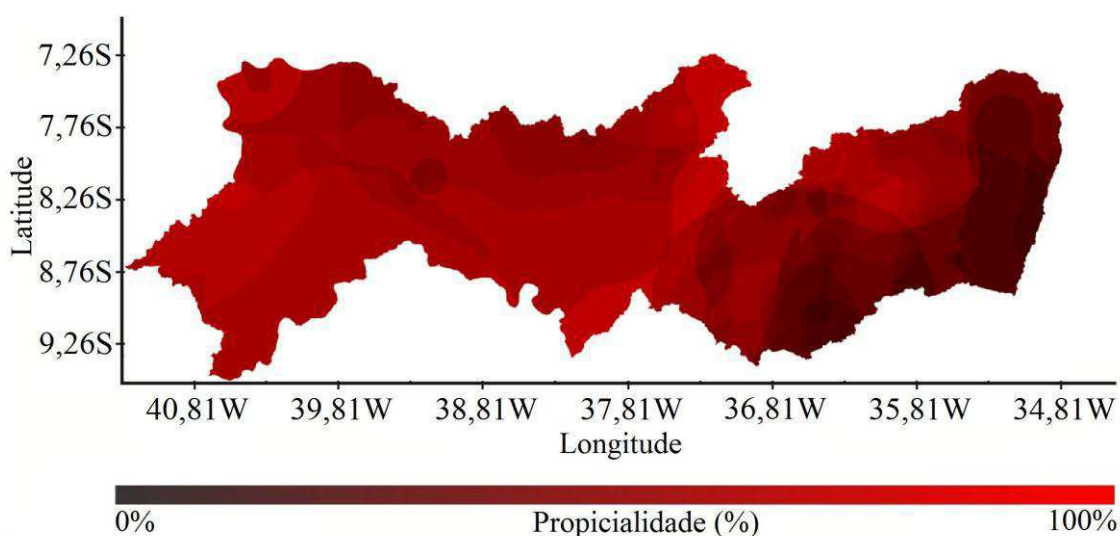 7,26S
7,76S
8,26S
8,76S
9,26S
Latitude
40,81W 39,81W 38,81W 37,81W 36,81W 35,81W 34,81W
Longitude
0% Propicialidade (%) 100%